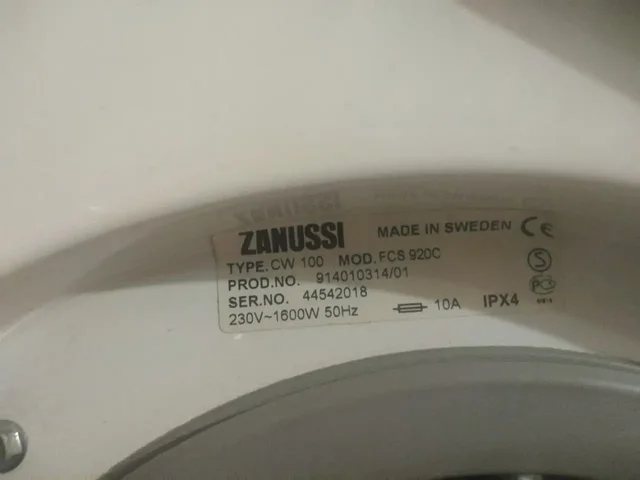 ZANUSSI MADE IN SWEDEN CE
TYPE.CW 100 MOD.FCS 920C
PROD.NO. 914010314/01
SER.NO. 44542018
230V~1600W 50Hz 10A IPX4
S